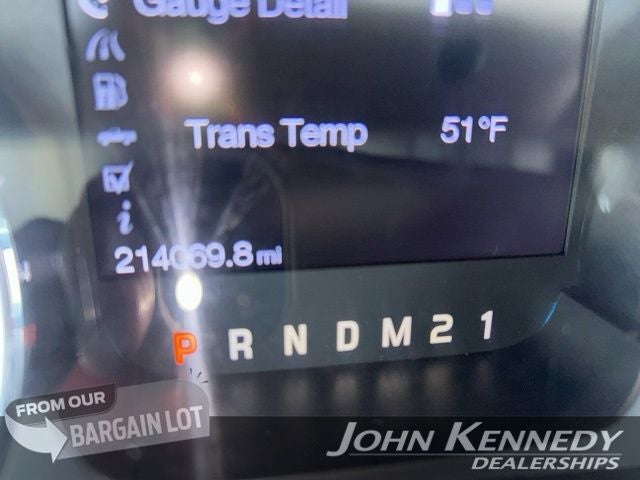 Gauge Detail
Trans Temp 51°F
i
214069.8 mi
P R N D M 2 1
FROM OUR
BARGAIN LOT
JOHN KENNEDY
DEALERSHIPS